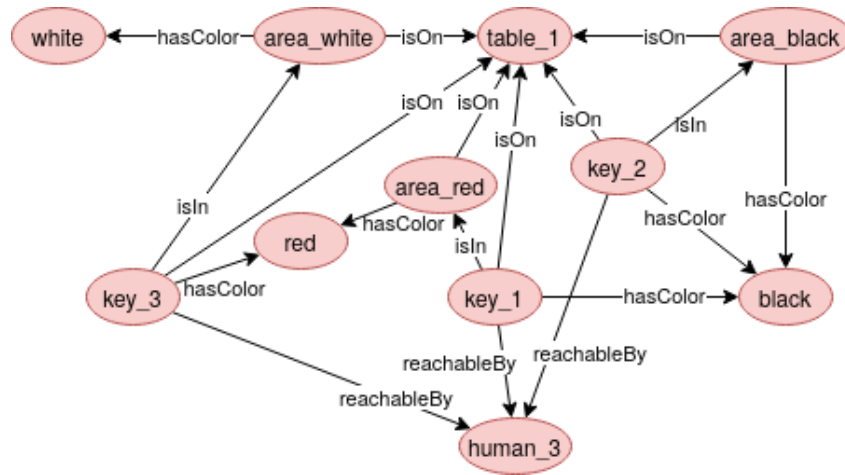 white
hasColor
area_white
isOn
table_1
isOn
area_black
isOn
isOn
isOn
isOn
isIn
key_2
area_red
isIn
hasColor
red
hasColor
isIn
hasColor
key_3
hasColor
key_1
hasColor
black
reachableBy
reachableBy
reachableBy
human_3